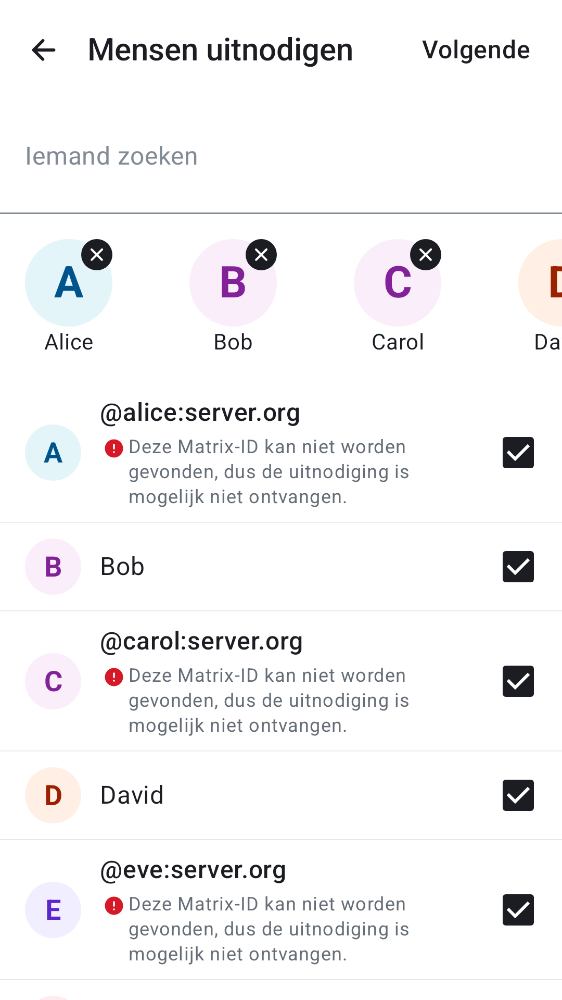 Mensen uitnodigen
Volgende
Iemand zoeken
A
B
C
D
Alice
Bob
Carol
Da
@alice:server.org
A
Deze Matrix-ID kan niet worden
gevonden, dus de uitnodiging is
mogelijk niet ontvangen.
B
Bob
@carol:server.org
C
Deze Matrix-ID kan niet worden
gevonden, dus de uitnodiging is
mogelijk niet ontvangen.
D
David
@eve:server.org
E
Deze Matrix-ID kan niet worden
gevonden, dus de uitnodiging is
mogelijk niet ontvangen.